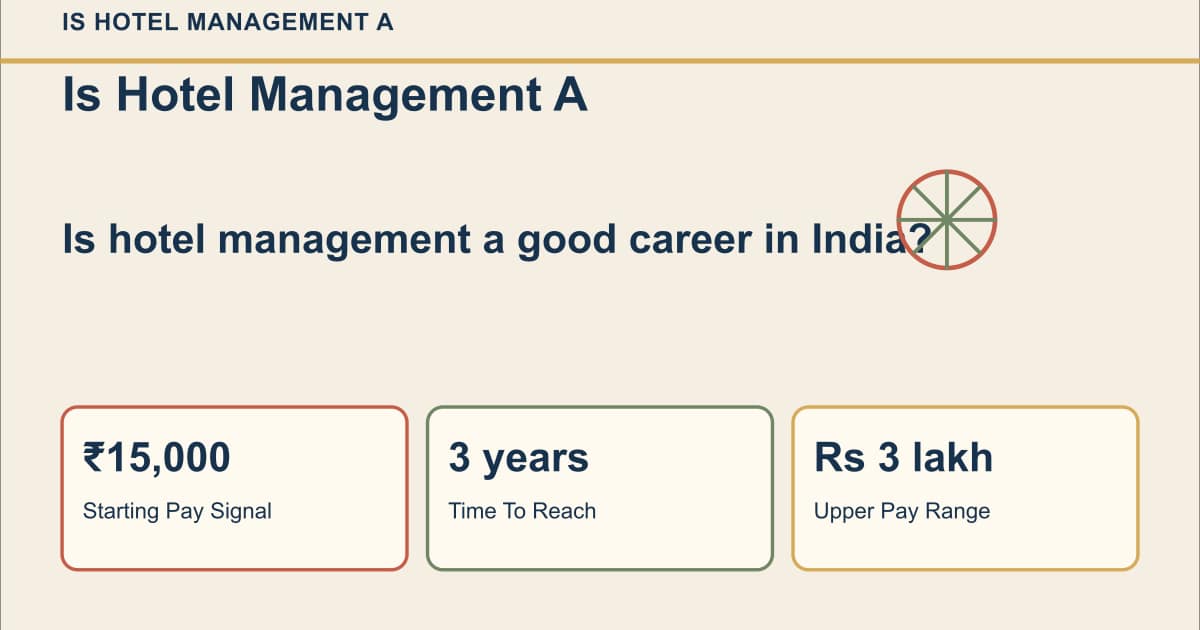 IS HOTEL MANAGEMENT A
Is Hotel Management A
Is hotel management a good career in India?
₹15,000
Starting Pay Signal
3 years
Time To Reach
Rs 3 lakh
Upper Pay Range